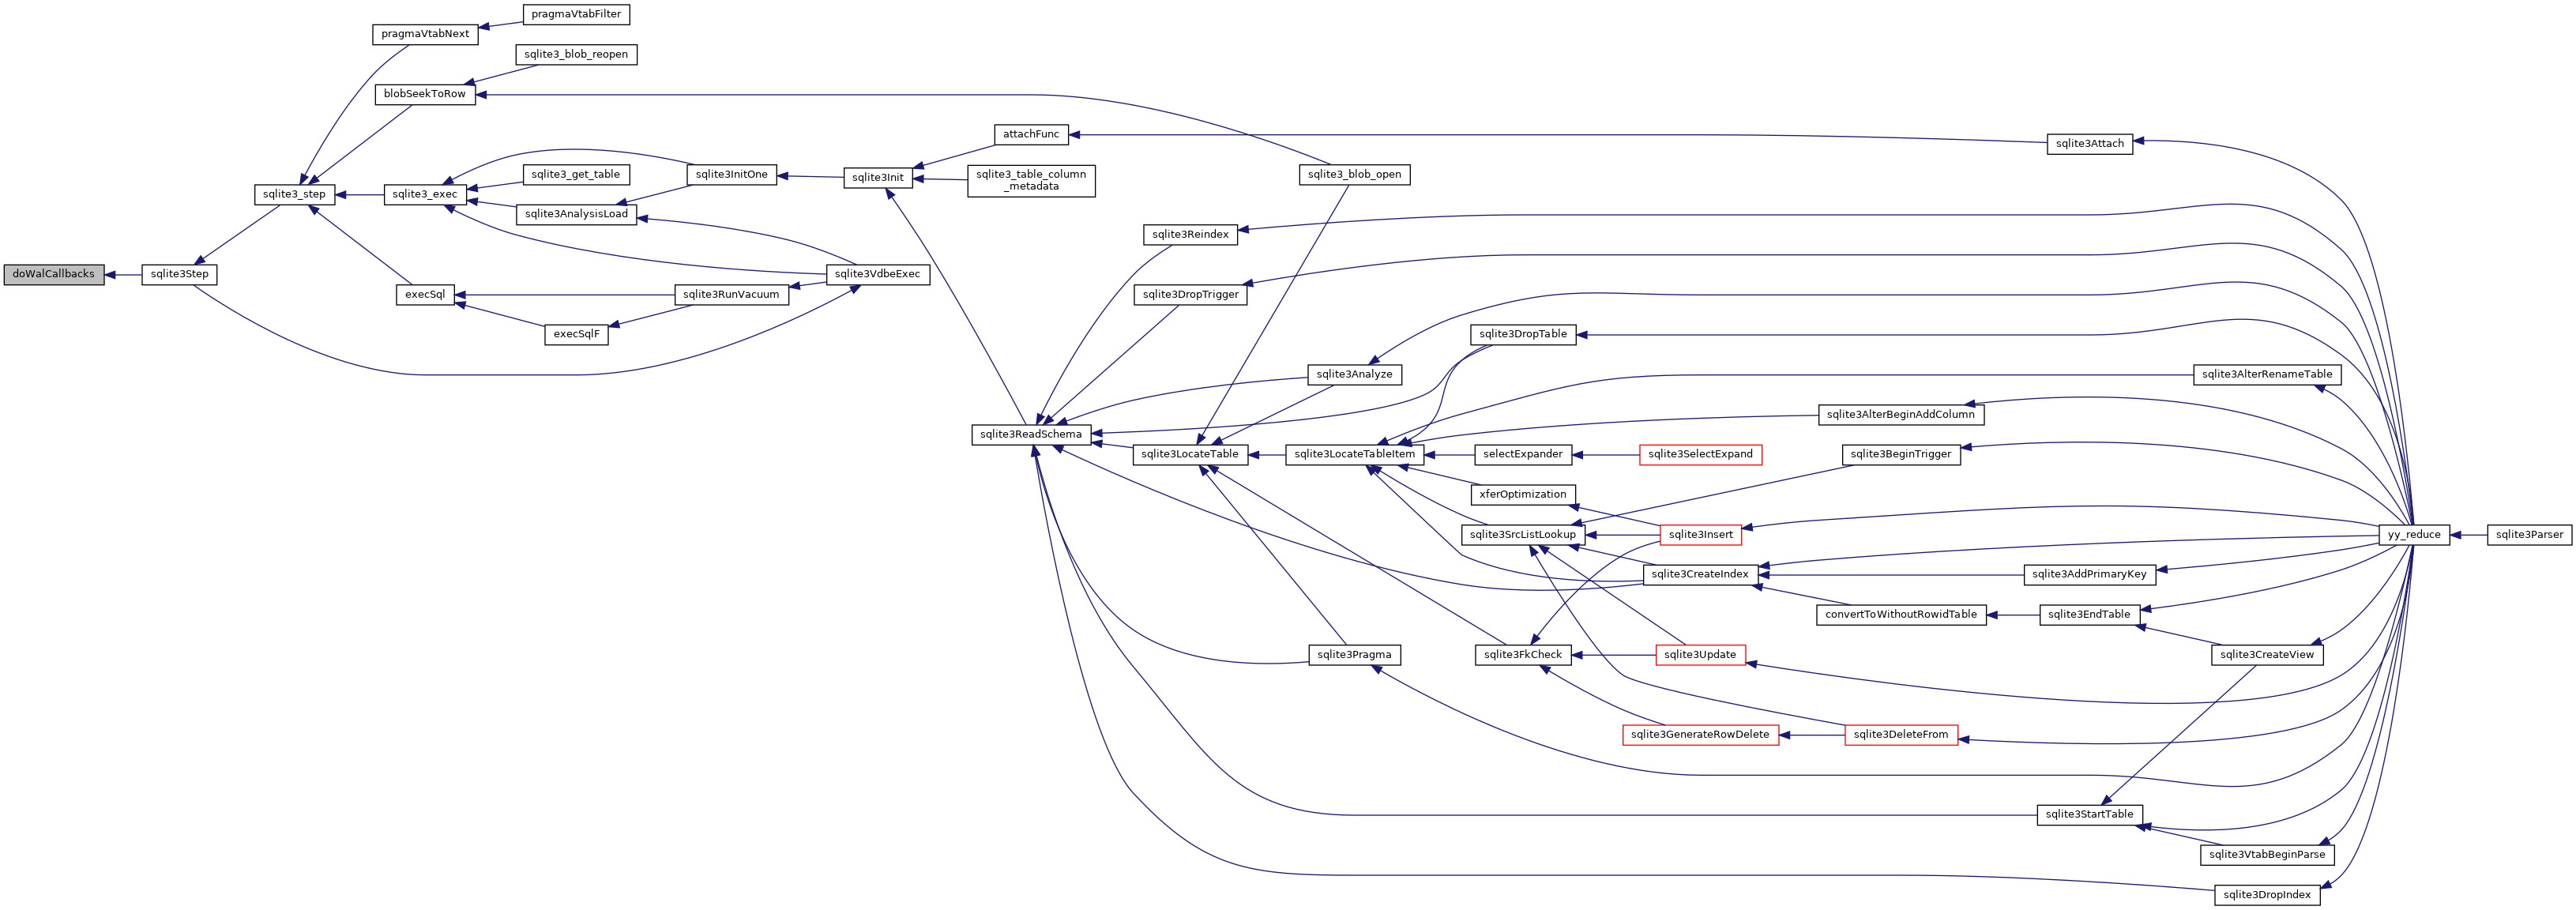 pragmaVtabFilter
pragmaVtabNext
sqlite3_blob_reopen
blobSeekToRow
attachFunc
sqlite3Attach
sqlite3_get_table
sqlite3InitOne
sqlite3Init
sqlite3_table_column
_metadata
sqlite3_blob_open
sqlite3_step
sqlite3_exec
sqlite3AnalysisLoad
sqlite3Reindex
doWalCallbacks
sqlite3Step
sqlite3VdbeExec
execSql
sqlite3RunVacuum
sqlite3DropTrigger
execSqlF
sqlite3DropTable
sqlite3Analyze
sqlite3AlterRenameTable
sqlite3AlterBeginAddColumn
sqlite3ReadSchema
sqlite3LocateTable
sqlite3LocateTableItem
selectExpander
sqlite3SelectExpand
sqlite3BeginTrigger
xferOptimization
sqlite3SrcListLookup
sqlite3Insert
yy_reduce
sqlite3Parser
sqlite3CreateIndex
sqlite3AddPrimaryKey
convertToWithoutRowidTable
sqlite3EndTable
sqlite3Pragma
sqlite3FkCheck
sqlite3Update
sqlite3CreateView
sqlite3GenerateRowDelete
sqlite3DeleteFrom
sqlite3StartTable
sqlite3VtabBeginParse
sqlite3DropIndex